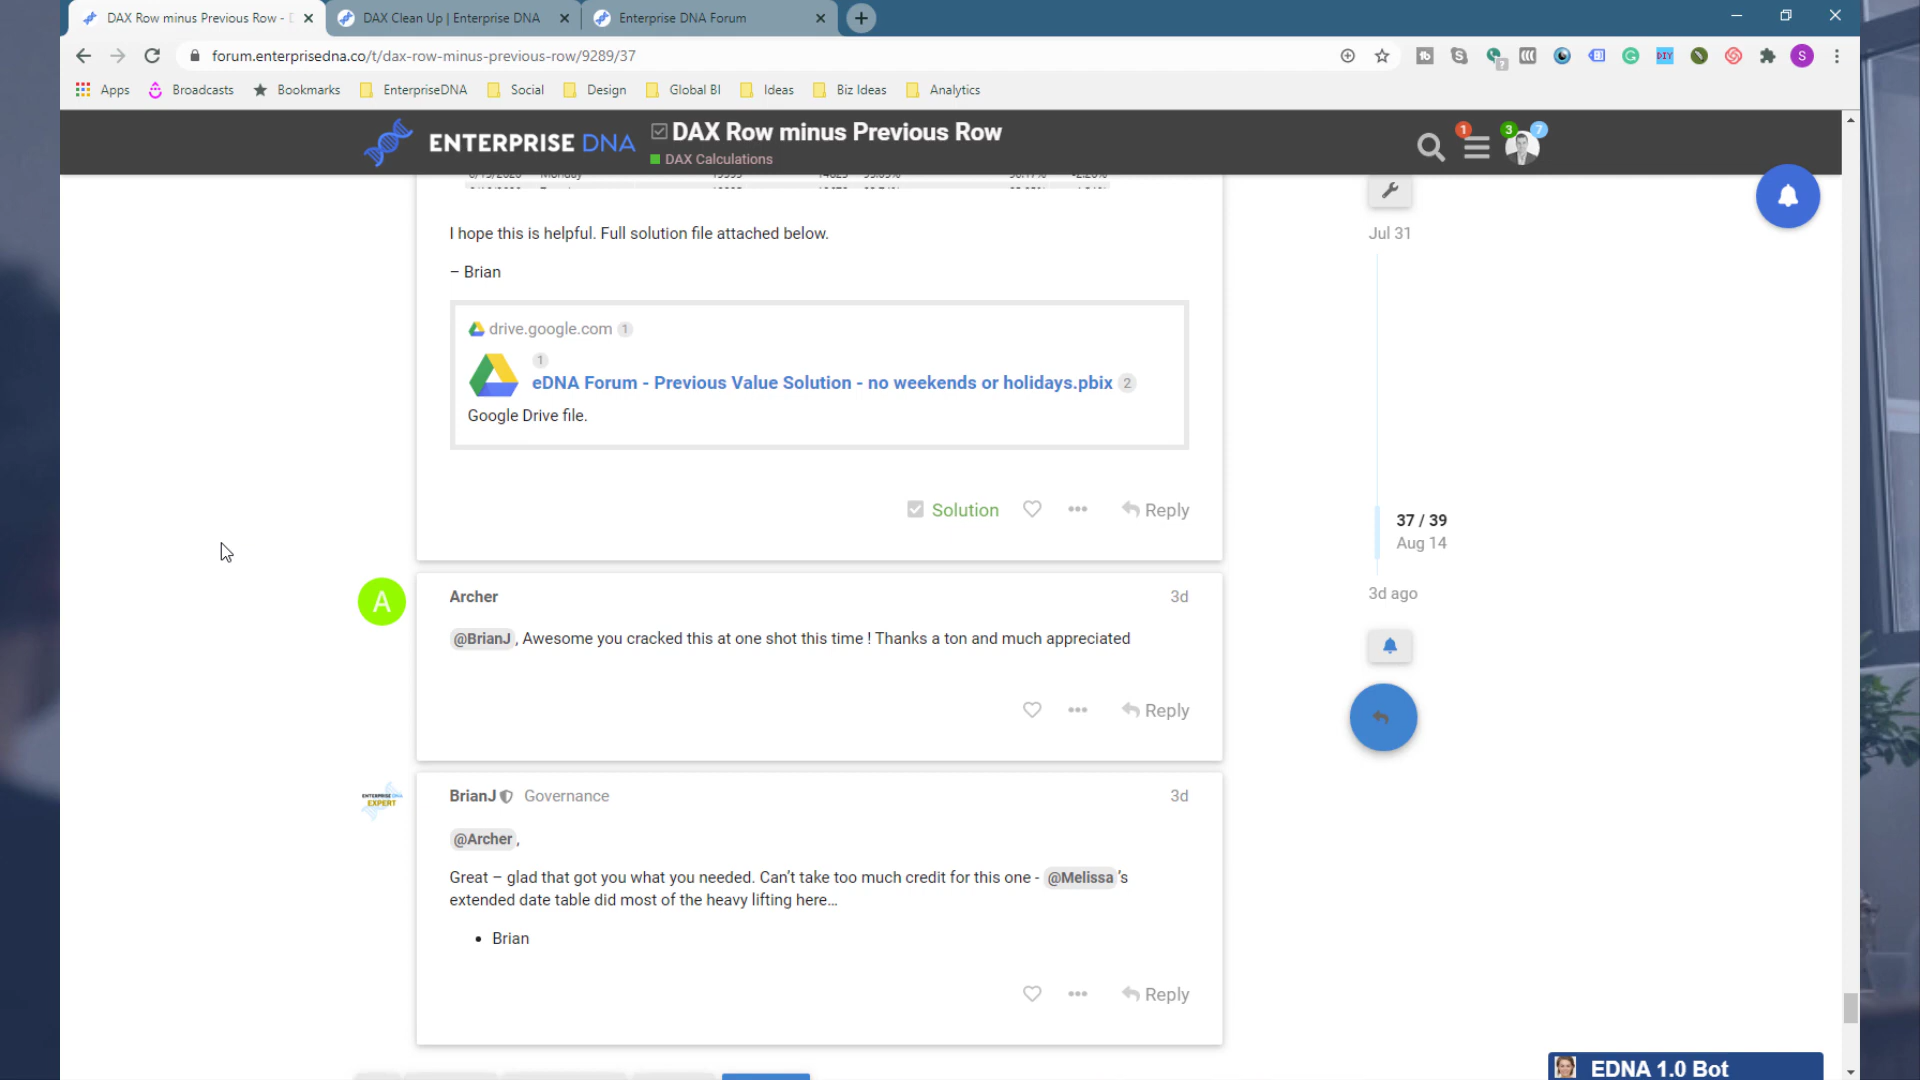 DAX Row minus Previous Row - D
DAX Clean Up | Enterprise DNA
Enterprise DNA Forum
forum.enterprisedna.co/t/dax-row-minus-previous-row/9289/37
Apps Broadcasts Bookmarks EnterpriseDNA Social Design Global BI Ideas Biz Ideas Analytics
ENTERPRISE DNA
DAX Row minus Previous Row
DAX Calculations
1
3
7
I hope this is helpful. Full solution file attached below.
– Brian
drive.google.com 1
1
eDNA Forum - Previous Value Solution - no weekends or holidays.pbix 2
Google Drive file.
Solution ••• Reply
Jul 31
37 / 39
Aug 14
3d ago
A
Archer 3d
@BrianJ, Awesome you cracked this at one shot this time ! Thanks a ton and much appreciated
••• Reply
ENTERPRISE DNA
EXPERT
BrianJ Governance 3d
@Archer,
Great – glad that got you what you needed. Can't take too much credit for this one - @Melissa's
extended date table did most of the heavy lifting here…
• Brian
••• Reply
EDNA 1.0 Bot